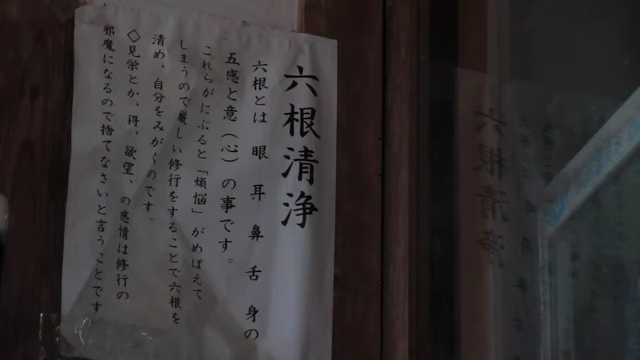 六根清浄
六根とは 眼 耳 鼻 舌 身の
五感と意（心）の事です。
これらがにぶると「煩悩」がめばえて
しまうので厳しい修行をすることで六根を
清め、自分をみがくのです。
◇見栄とか、得、欲望、の感情は修行の
邪魔になるので捨てなさいと言うことです
六根清浄